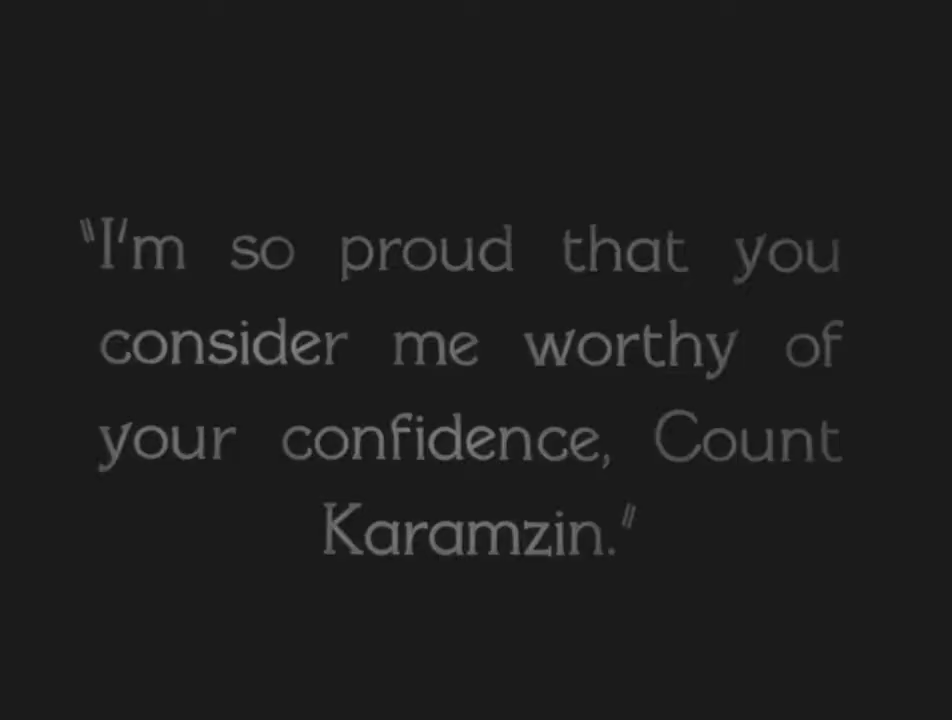 "I'm so proud that you
consider me worthy of
your confidence, Count
Karamzin."